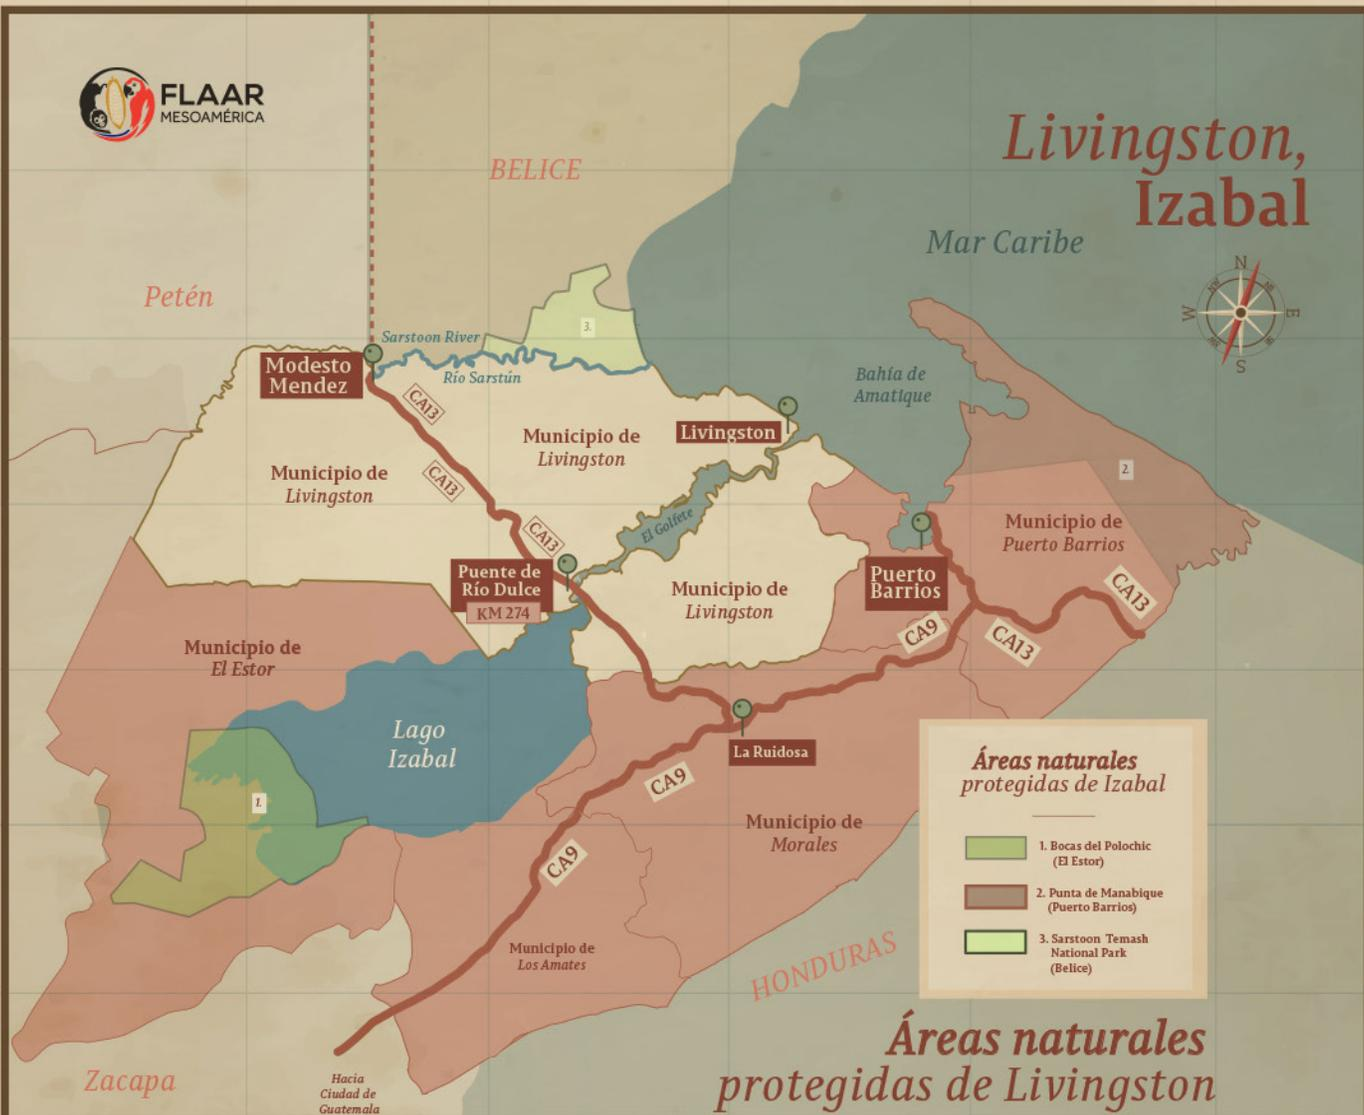 FLAAR
MESOAMÉRICA
Livingston,
Izabal
BELICE
Mar Caribe
N
NW
NE
W
E
SW
SE
S
Petén
Sarstoon River
3.
Modesto
Mendez
Río Sarstún
Bahía de
Amatique
CA13
Livingston
Municipio de
Livingston
Municipio de
Livingston
CA13
2.
El Golfete
CA13
Municipio de
Puerto Barrios
Puente de
Río Dulce
KM 274
Puerto
Barrios
Municipio de
Livingston
CA13
CA9
CA13
Municipio de
El Estor
Lago
Izabal
La Ruidosa
CA9
1.
Municipio de
Morales
CA9
Municipio de
Los Amates
HONDURAS
Áreas naturales
protegidas de Izabal
1. Bocas del Polochic
(El Estor)
2. Punta de Manabique
(Puerto Barrios)
3. Sarstoon Temash
National Park
(Belice)
Zacapa
Hacia
Ciudad de
Guatemala
Áreas naturales
protegidas de Livingston